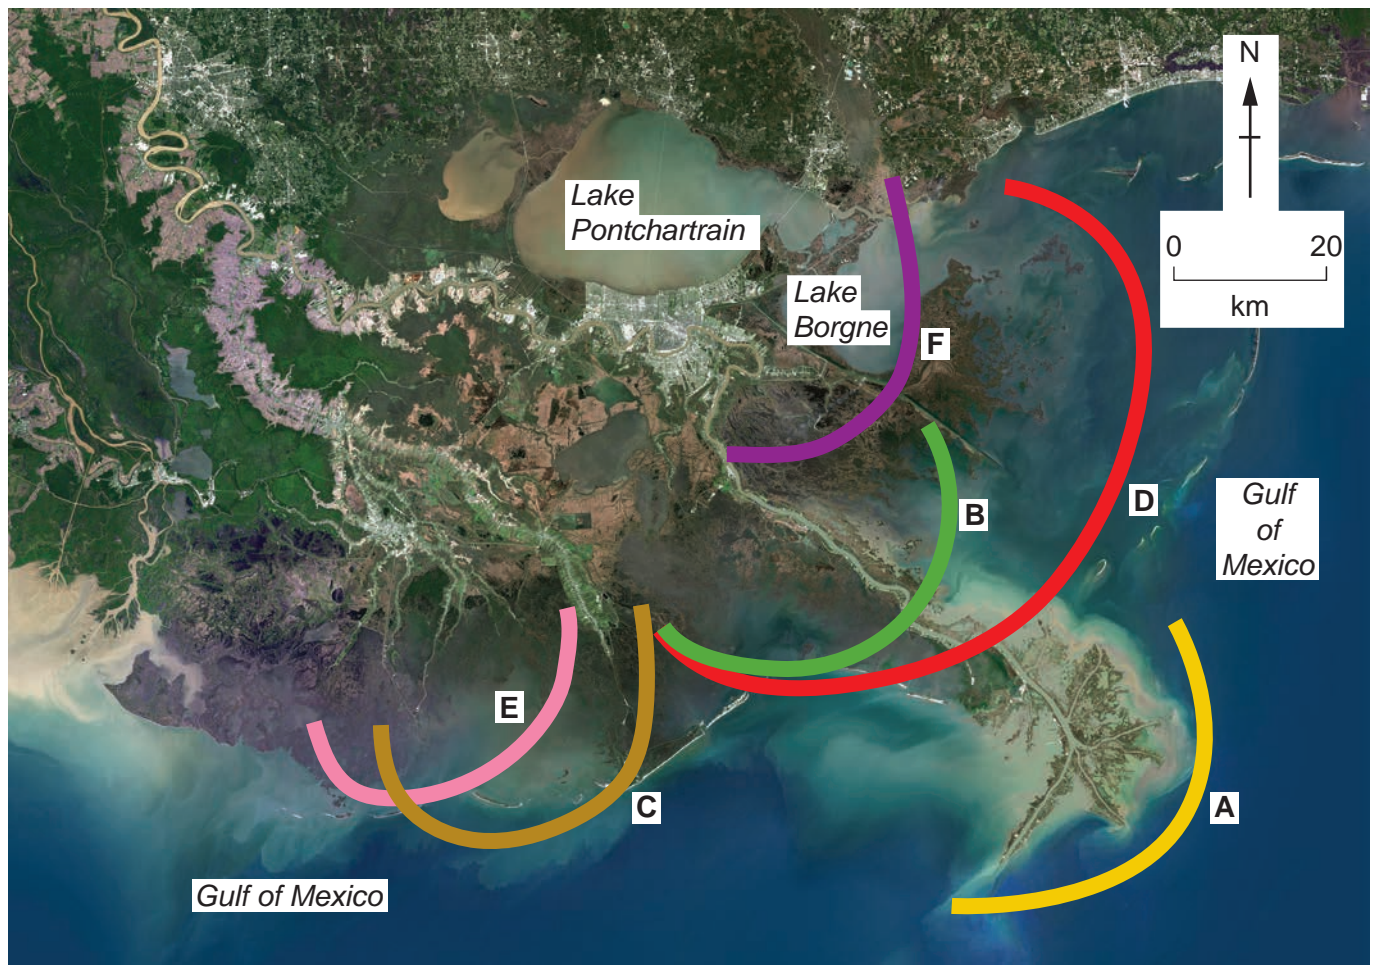 N
0 20
km
Lake
Pontchartrain
Lake
Borgne
F
B
D
Gulf
of
Mexico
E
C
A
Gulf of Mexico